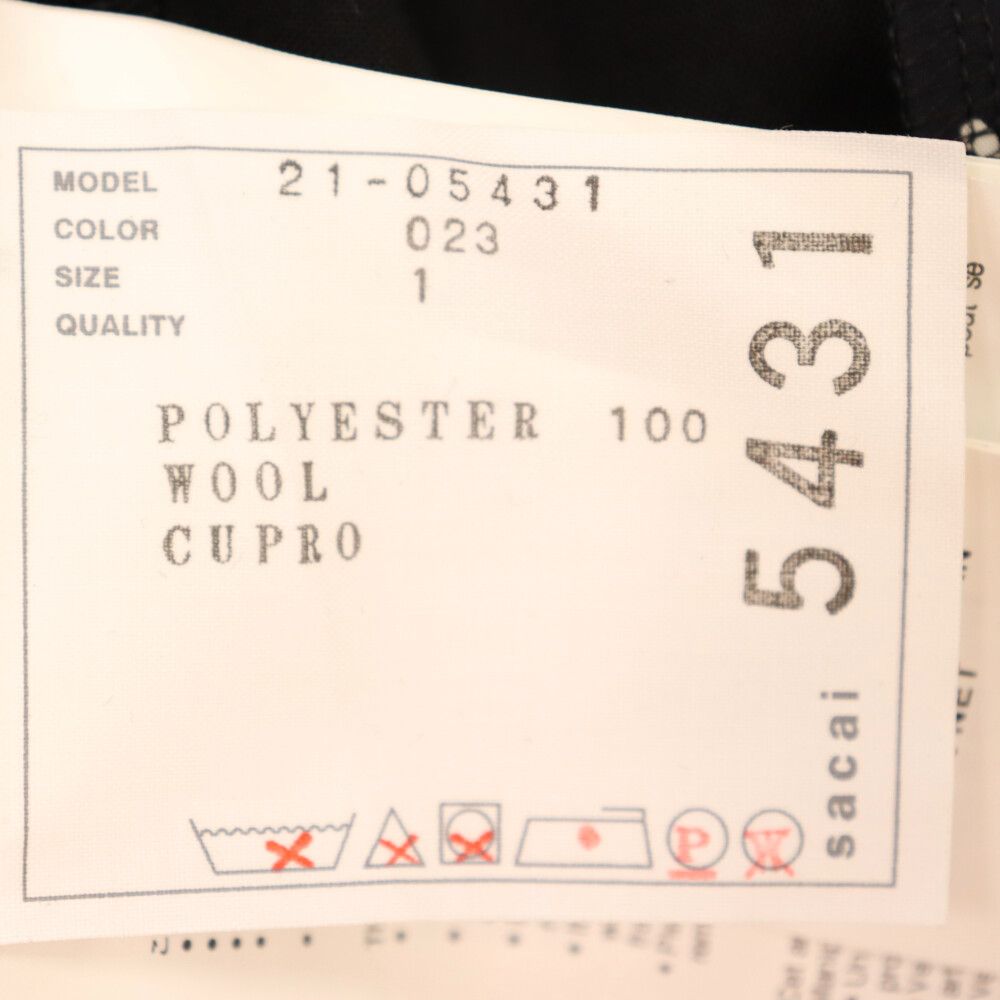 MODEL 21-05431
COLOR 023
SIZE 1
QUALITY
POLYESTER 100
WOOL
CUPRO
5431
sacai
P W